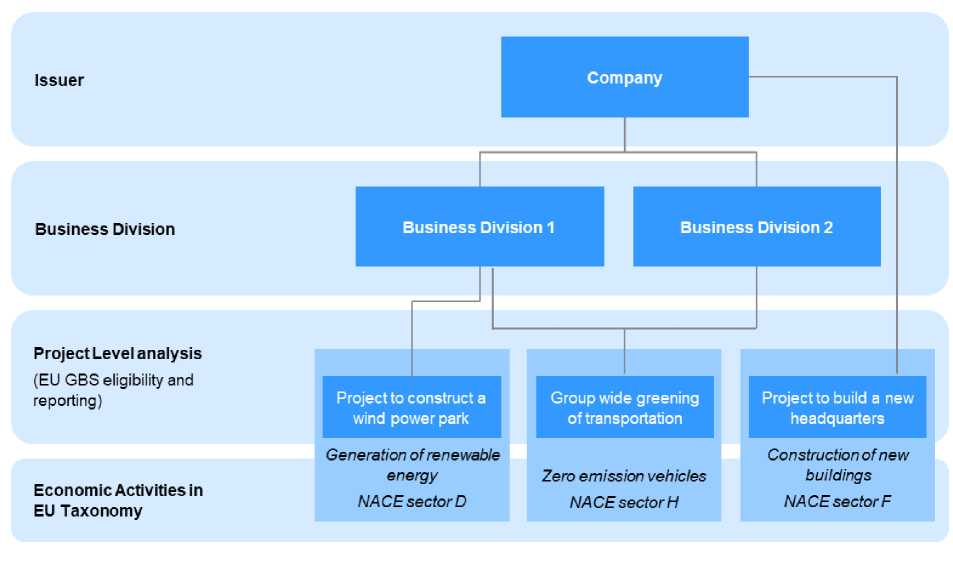 Issuer
Company
Business Division
Business Division 1
Business Division 2
Project Level analysis
(EU GBS eligibility and
reporting)
Project to construct a
wind power park
Group wide greening
of transportation
Project to build a new
headquarters
Economic Activities in
EU Taxonomy
Generation of renewable
energy
NACE sector D
Zero emission vehicles
NACE sector H
Construction of new
buildings
NACE sector F